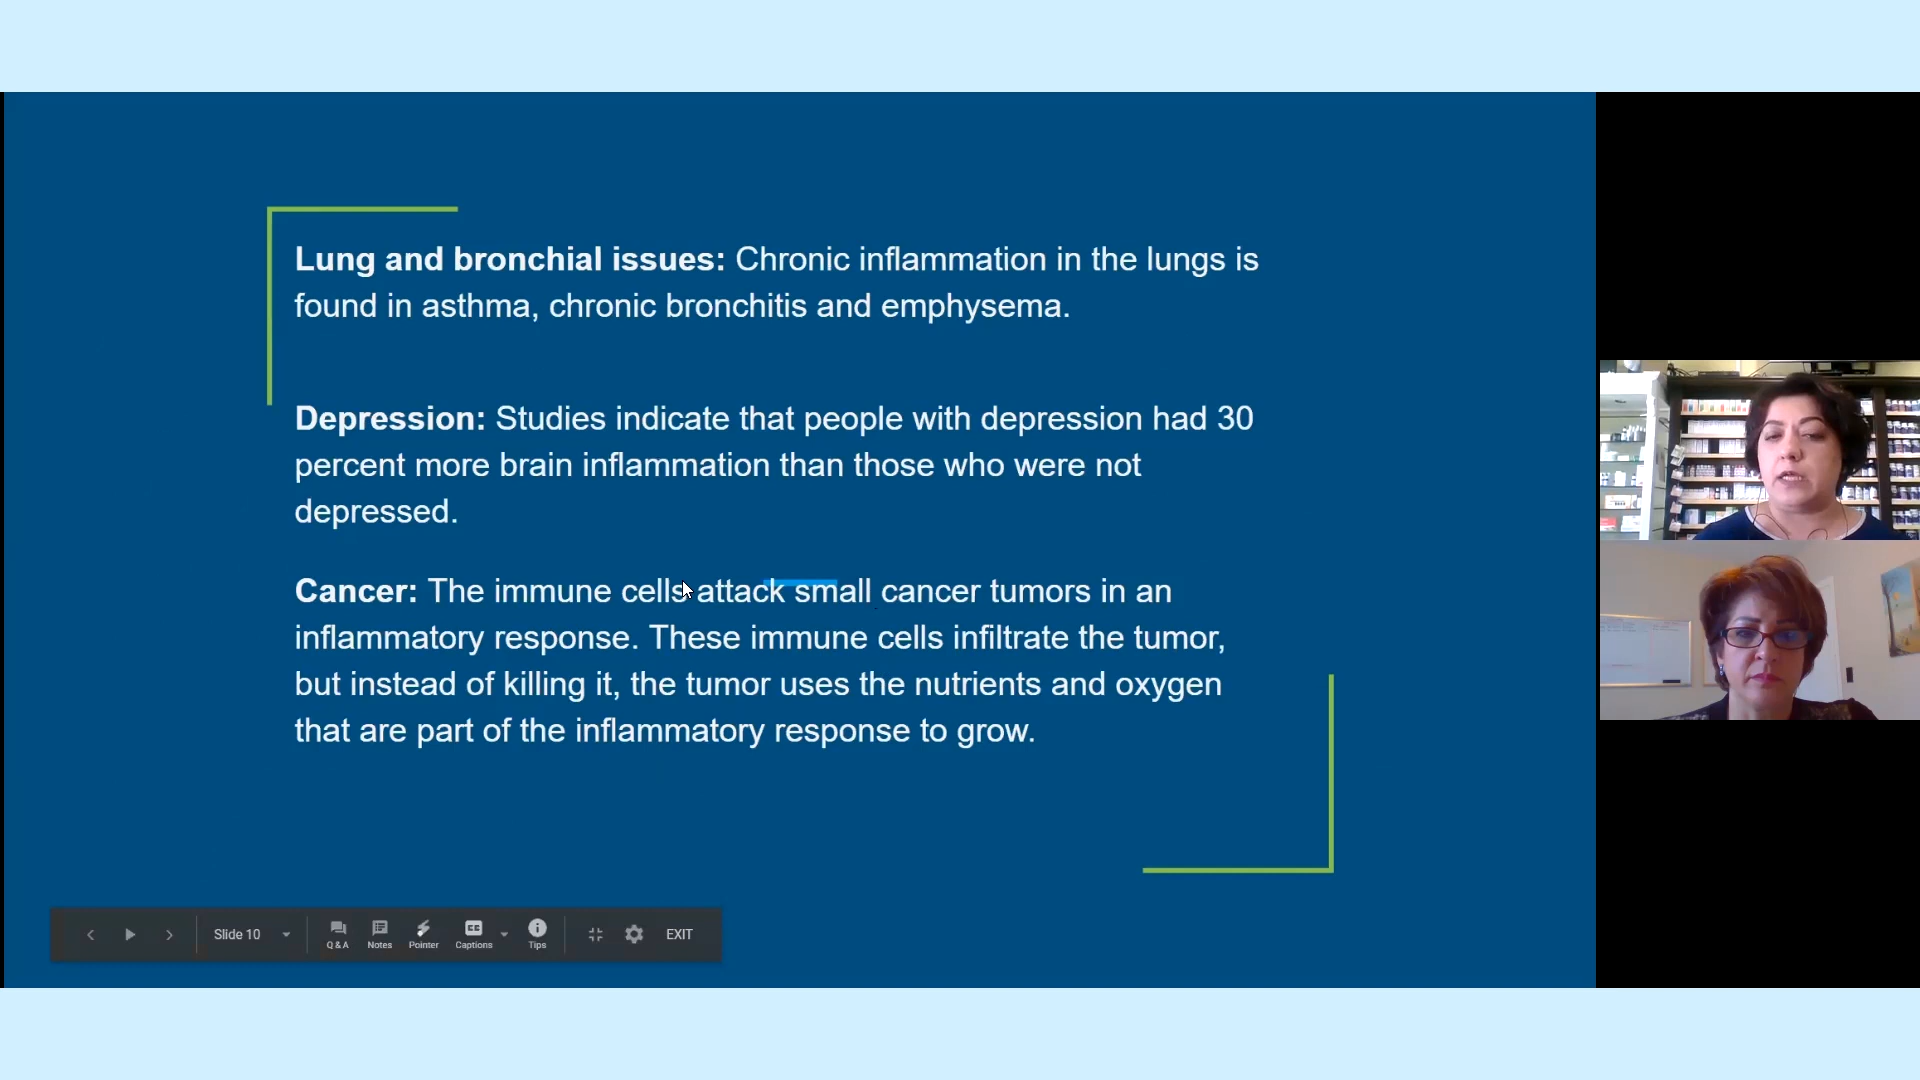 Lung and bronchial issues: Chronic inflammation in the lungs is
found in asthma, chronic bronchitis and emphysema.
Depression: Studies indicate that people with depression had 30
percent more brain inflammation than those who were not
depressed.
Cancer: The immune cells attack small cancer tumors in an
inflammatory response. These immune cells infiltrate the tumor,
but instead of killing it, the tumor uses the nutrients and oxygen
that are part of the inflammatory response to grow.
Slide 10
Q & A
Notes
Pointer
CC
Captions
Tips
EXIT